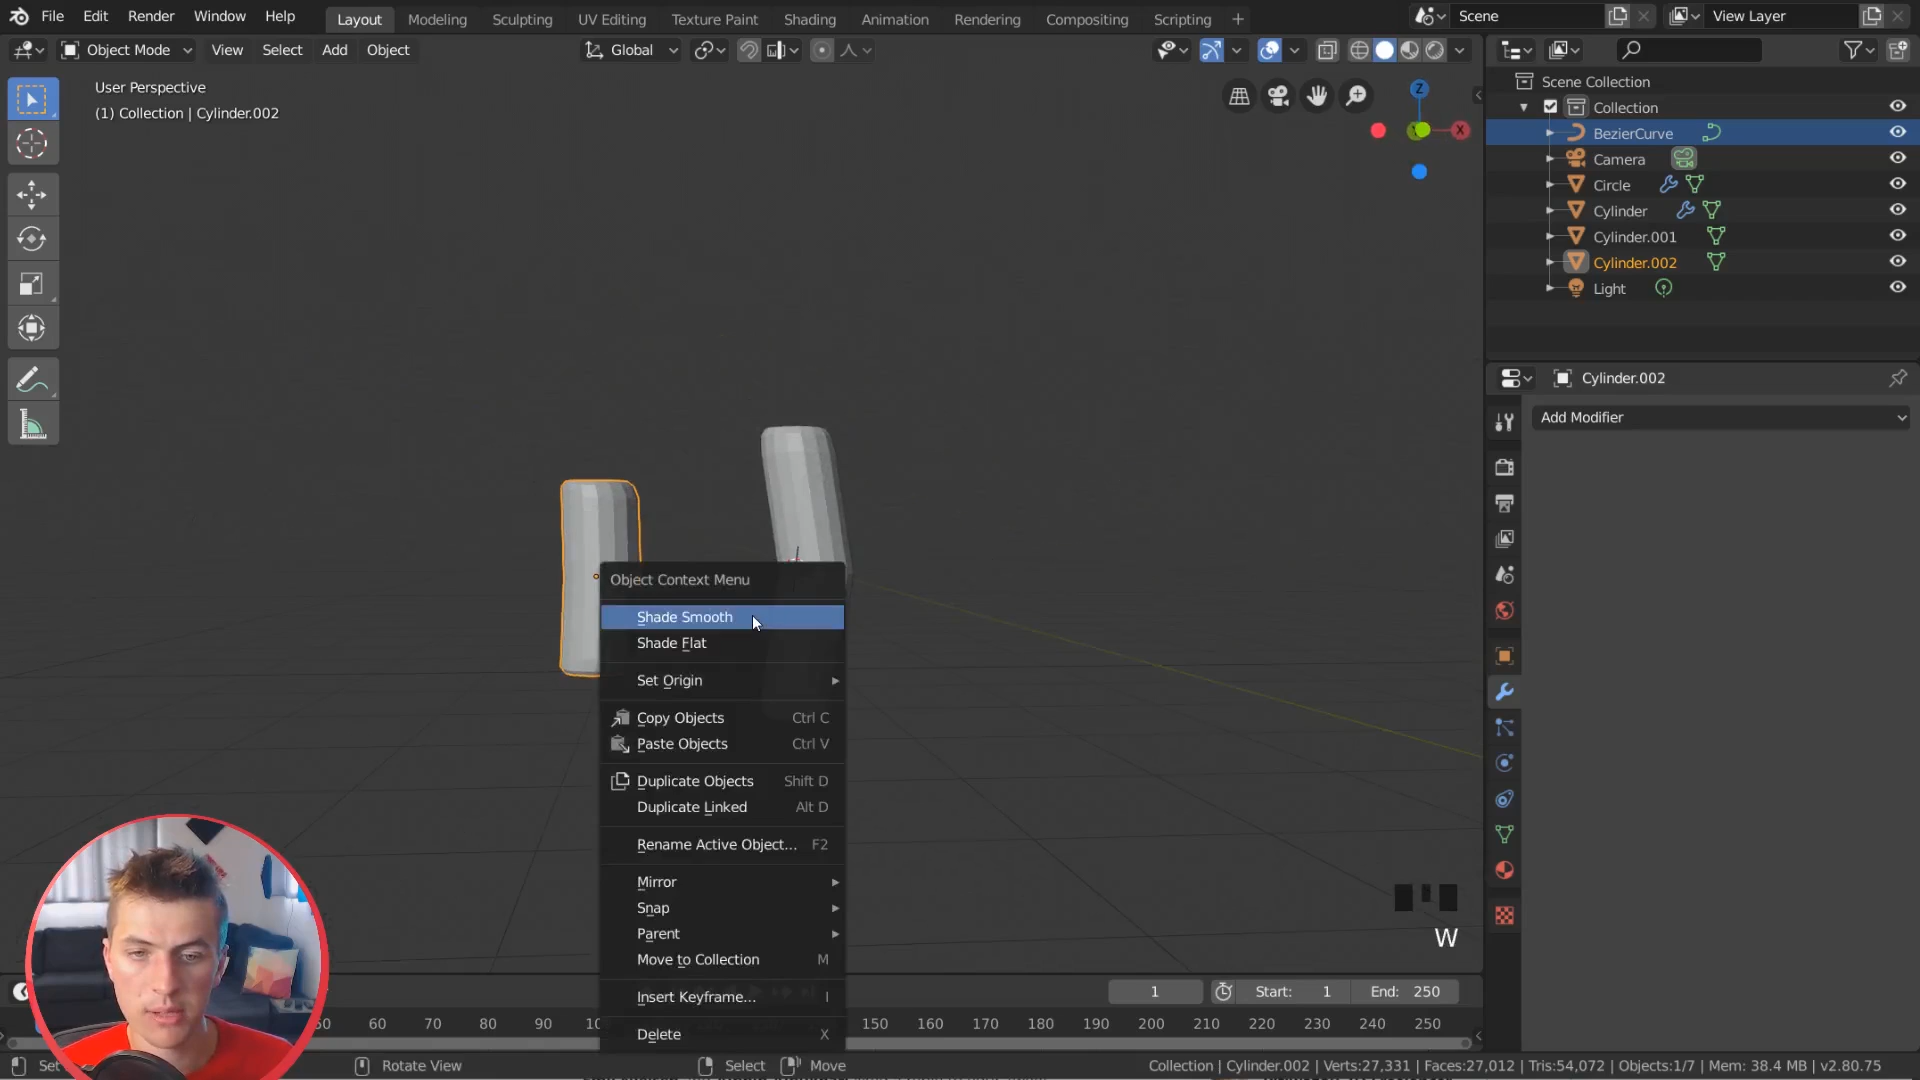 File Edit Render Window Help Layout Modeling Sculpting UV Editing Texture Paint Shading Animation Rendering Compositing Scripting + Scene View Layer
Object Mode View Select Add Object Global
User Perspective
(1) Collection | Cylinder.002
Z
X
Scene Collection
Collection
BezierCurve
Camera
Circle
Cylinder
Cylinder.001
Cylinder.002
Light
Cylinder.002
Add Modifier
Object Context Menu
Shade Smooth
Shade Flat
Set Origin
Copy Objects Ctrl C
Paste Objects Ctrl V
Duplicate Objects Shift D
Duplicate Linked Alt D
Rename Active Object... F2
Mirror
Snap
Parent
Move to Collection M
Insert Keyframe... I
Delete X
W
1 Start: 1 End: 250
60 70 80 90 150 160 170 180 190 200 210 220 230 240 250
Rotate View Select Move Collection | Cylinder.002 | Verts:27,331 | Faces:27,012 | Tris:54,072 | Objects:1/7 | Mem: 38.4 MB | v2.80.75